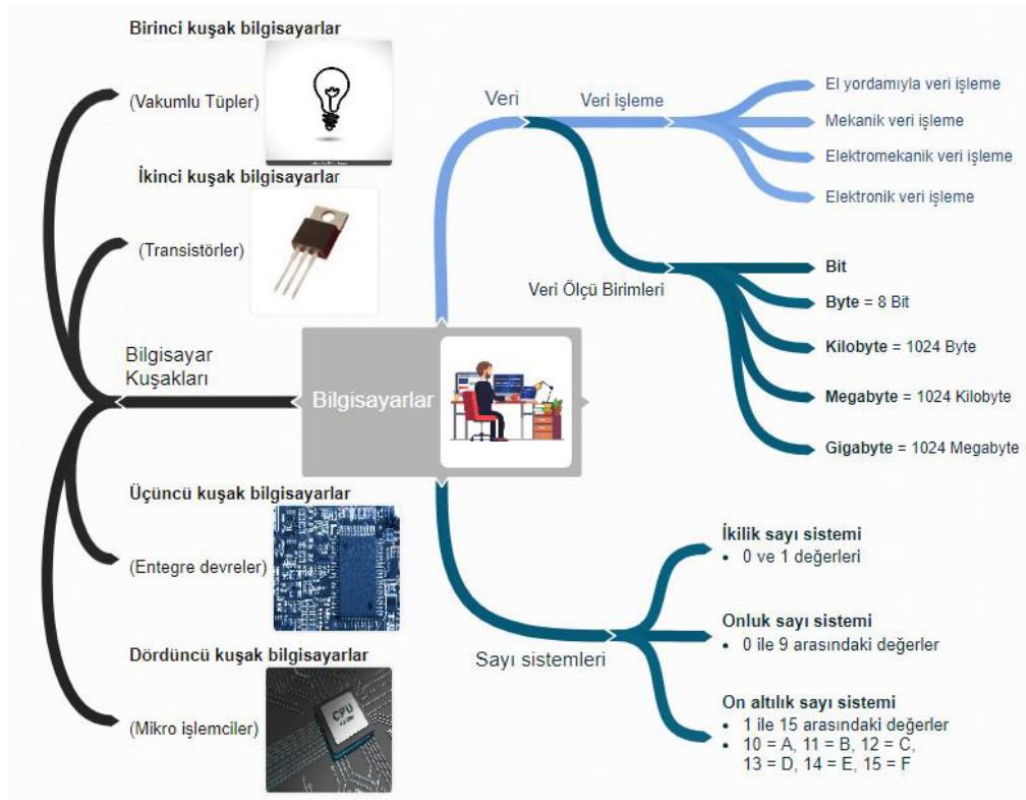 Birinci kuşak bilgisayarlar
(Vakumlu Tüpler)
İkinci kuşak bilgisayarlar
(Transistörler)
Bilgisayar
Kuşakları
Üçüncü kuşak bilgisayarlar
(Entegre devreler)
Dördüncü kuşak bilgisayarlar
(Mikro işlemciler)
CPU
Bilgisayarlar
Veri
Veri işleme
El yordamıyla veri işleme
Mekanik veri işleme
Elektromekanik veri işleme
Elektronik veri işleme
Veri Ölçü Birimleri
Bit
Byte = 8 Bit
Kilobyte = 1024 Byte
Megabyte = 1024 Kilobyte
Gigabyte = 1024 Megabyte
Sayı sistemleri
İkilik sayı sistemi
• 0 ve 1 değerleri
Onluk sayı sistemi
• 0 ile 9 arasındaki değerler
On altılık sayı sistemi
• 1 ile 15 arasındaki değerler
• 10 = A, 11 = B, 12 = C,
13 = D, 14 = E, 15 = F